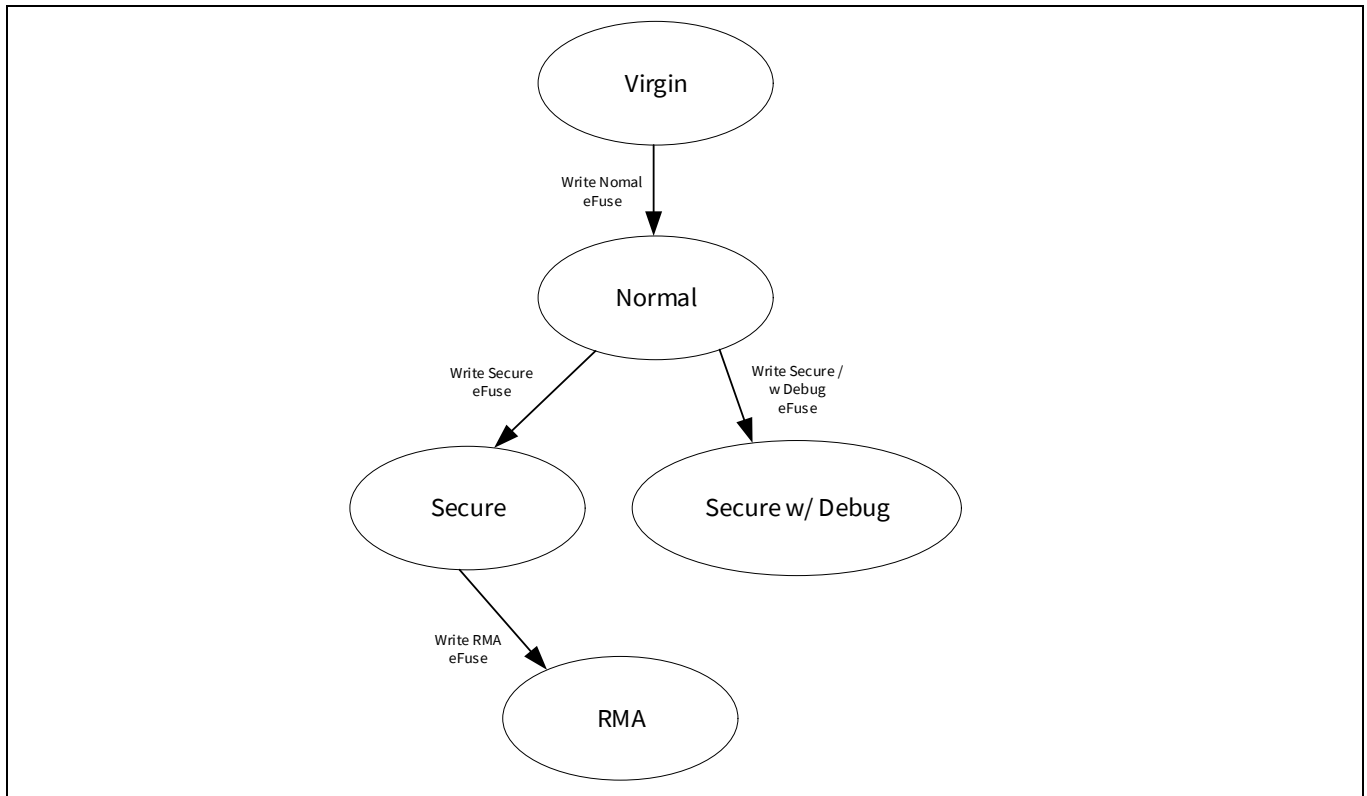 Virgin
Write Nomal
eFuse
Normal
Write Secure
eFuse
Write Secure /
w Debug
eFuse
Secure
Secure w/ Debug
Write RMA
eFuse
RMA